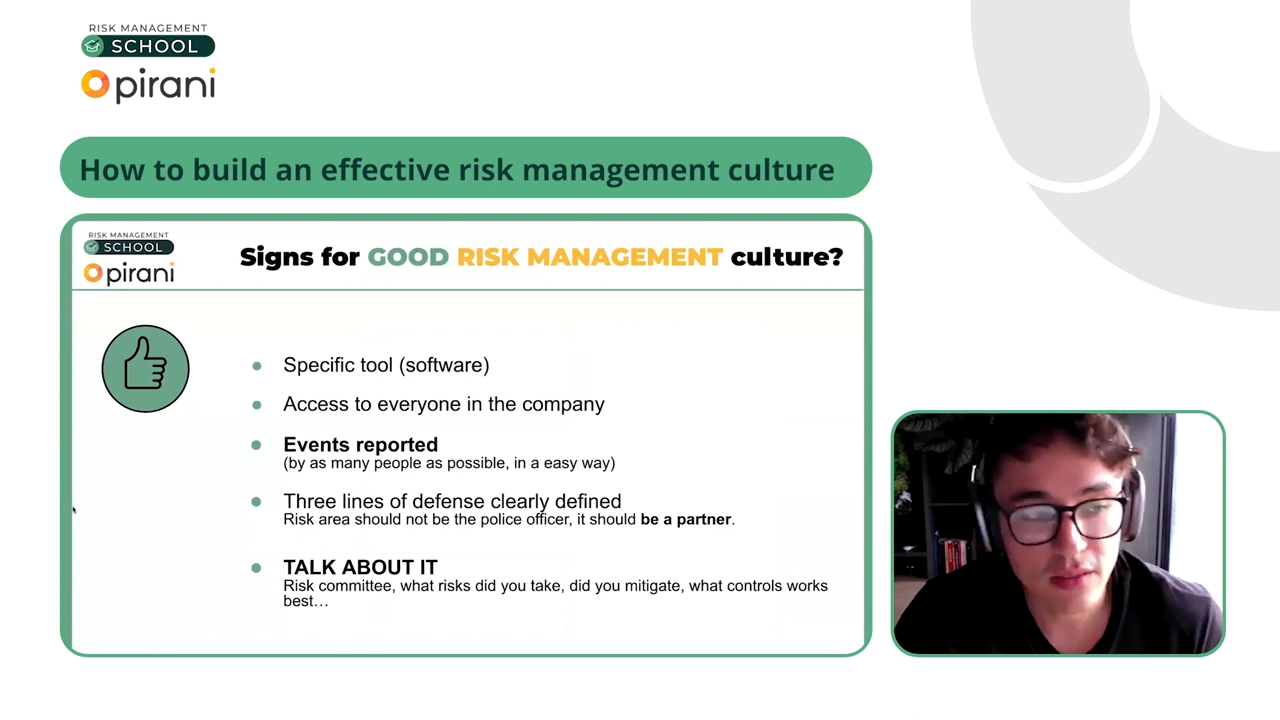 RISK MANAGEMENT
SCHOOL
pirani
How to build an effective risk management culture
RISK MANAGEMENT
SCHOOL
pirani
Signs for GOOD RISK MANAGEMENT culture?
Specific tool (software)
Access to everyone in the company
Events reported
(by as many people as possible, in a easy way)
Three lines of defense clearly defined
Risk area should not be the police officer, it should be a partner.
TALK ABOUT IT
Risk committee, what risks did you take, did you mitigate, what controls works
best…